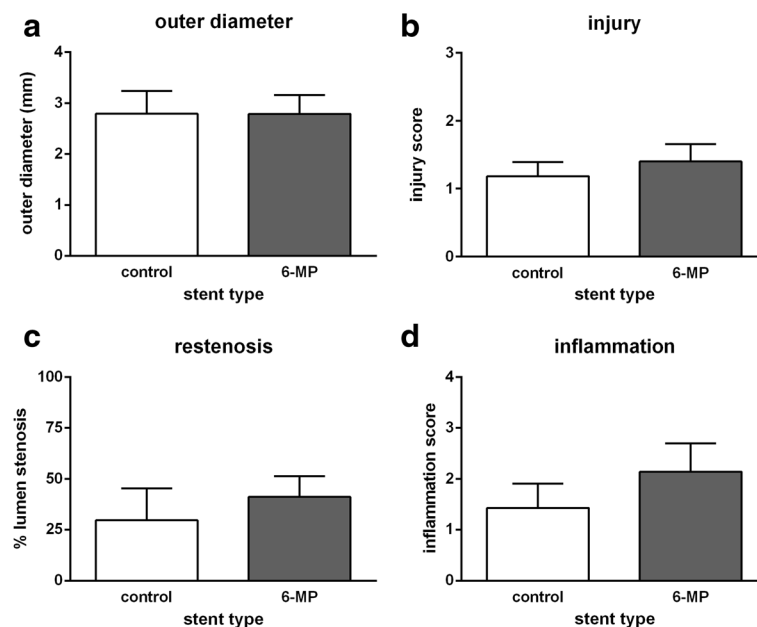 a
outer diameter
outer diameter (mm)
4
3
2
1
0
control
6-MP
stent type
b
injury
injury score
3
2
1
0
control
6-MP
stent type
c
restenosis
% lumen stenosis
100
75
50
25
0
control
6-MP
stent type
d
inflammation
inflammation score
4
3
2
1
0
control
6-MP
stent type